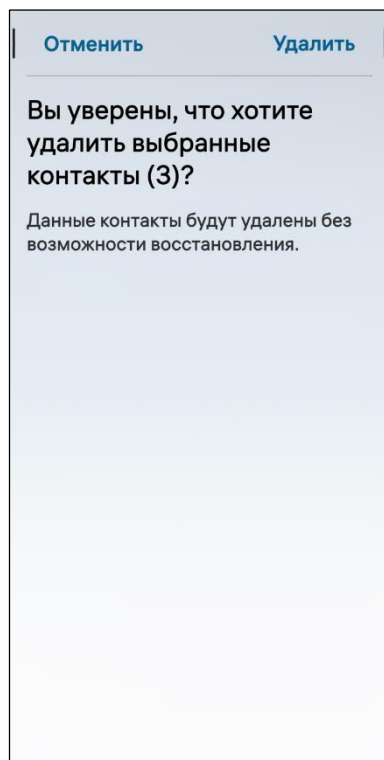 Отменить Удалить
Вы уверены, что хотите
удалить выбранные
контакты (3)?
Данные контакты будут удалены без
возможности восстановления.